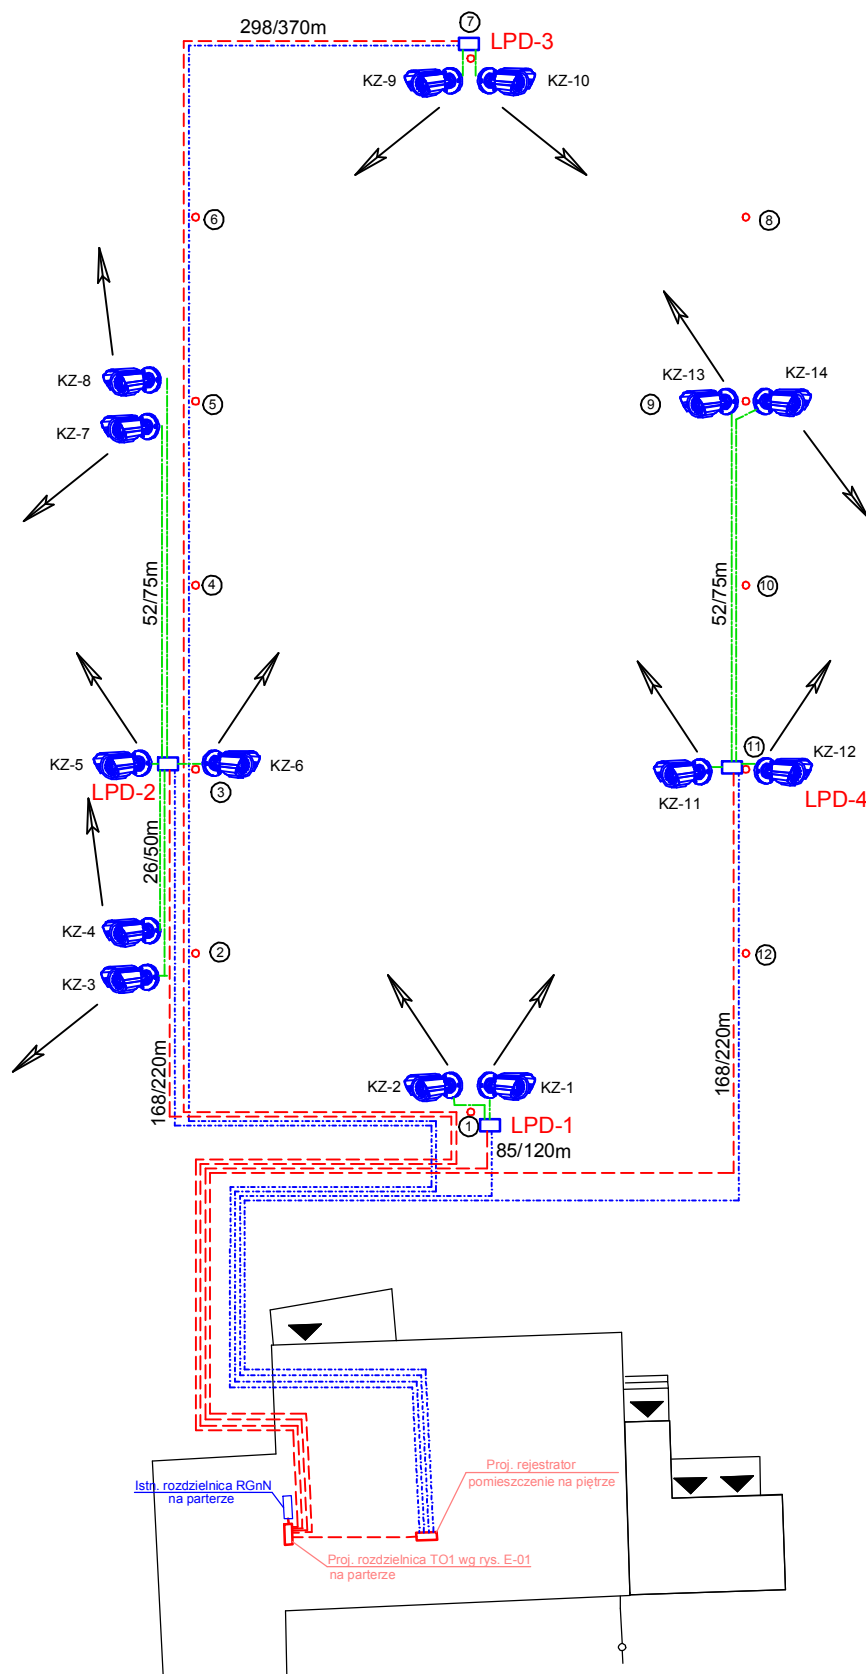 7
298/370m
LPD-3
KZ-9
KZ-10
6
8
KZ-8
KZ-13
KZ-14
5
9
KZ-7
52/75m
52/75m
4
10
11
KZ-5
KZ-6
KZ-12
LPD-2
3
KZ-11
LPD-4
26/50m
KZ-4
2
12
KZ-3
168/220m
168/220m
KZ-2
KZ-1
1
LPD-1
85/120m
Proj. rejestrator
pomieszczenie na piętrze
Istn. rozdzielnica RGnN
na parterze
Proj. rozdzielnica TO1 wg rys. E-01
na parterze